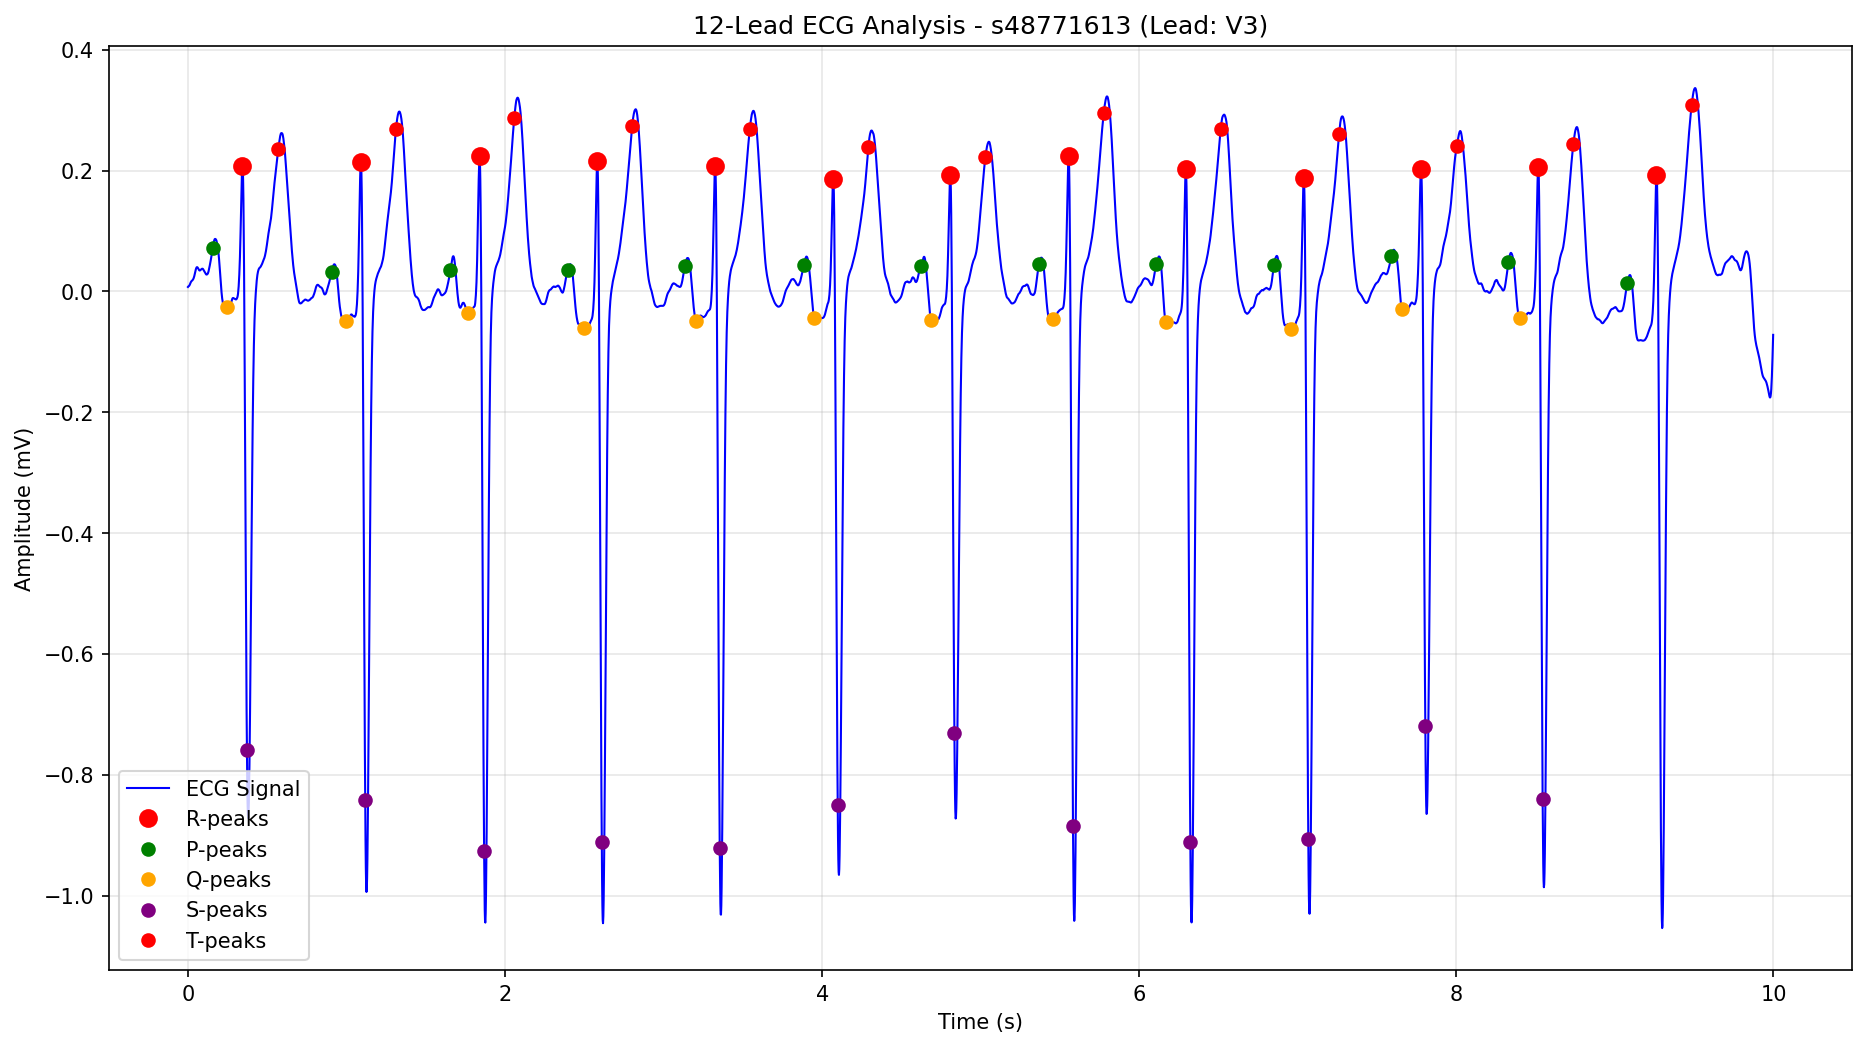 12-Lead ECG Analysis - s48771613 (Lead: V3)
0.4
0.2
0.0
−0.2
−0.4
−0.6
−0.8
−1.0
Amplitude (mV)
ECG Signal
R-peaks
P-peaks
Q-peaks
S-peaks
T-peaks
0 2 4 6 8 10
Time (s)